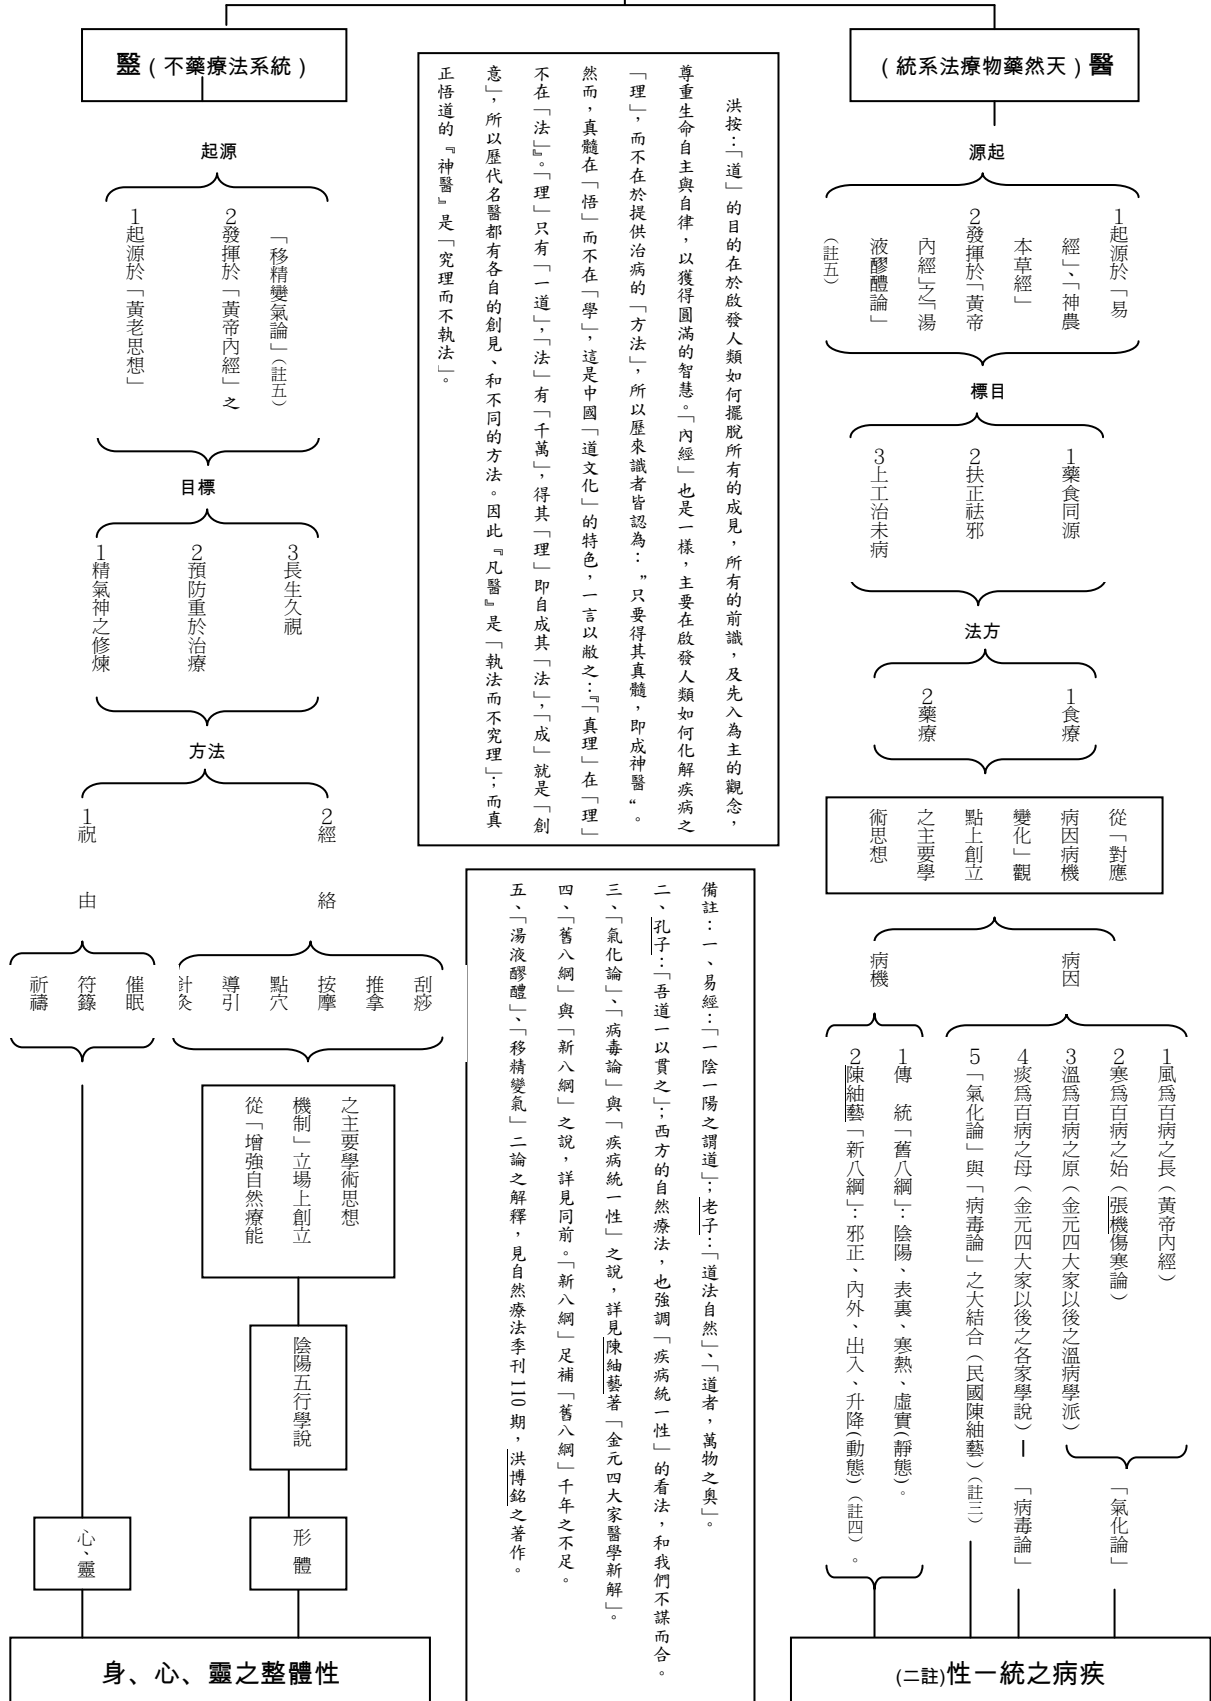 醫（天然藥物療法系統）
起源
1起源於「易
經」、「神農
本草經」
2發揮於「黃帝
內經」之「湯
液醪醴論」
（註五）
目標
1藥食同源
2扶正祛邪
3上工治未病
方法
1食療
2藥療
從「對應
病因病機
變化」觀
點上創立
之主要學
術思想
病因
1風爲百病之長（黃帝內經）
2寒爲百病之始（張機傷寒論）
3溫爲百病之原（金元四大家以後之溫病學派）
「氣化論」
4痰爲百病之母（金元四大家以後之各家學說）
「病毒論」
5「氣化論」與「病毒論」之大結合（民國陳紬藝）（註三）
病機
1傳　統「舊八綱」：陰陽、表裏、寒熱、虛實(靜態)。
2陳紬藝「新八綱」：邪正、內外、出入、升降(動態)（註四）。
疾病之統一性(註二)
洪按：「道」的目的在於啟發人類如何擺脫所有的成見，所有的前識，及先入為主的觀念，
尊重生命自主與自律，以獲得圓滿的智慧。「內經」也是一樣，主要在啟發人類如何化解疾病之
「理」，而不在於提供治病的「方法」，所以歷來識者皆認為：”只要得其真髓，即成神醫“。
然而，真髓在「悟」而不在「學」，這是中國「道文化」的特色，一言以敝之：『「真理」在「理」
不在「法」』。「理」只有「一道」，「法」有「千萬」，得其「理」即自成其「法」，「成」就是「創
意」，所以歷代名醫都有各自的創見、和不同的方法。因此『凡醫』是「執法而不究理」；而真
正悟道的『神醫』是「究理而不執法」。
備註：一、易經：「一陰一陽之謂道」；老子：「道法自然」、「道者，萬物之奧」。
二、孔子：「吾道一以貫之」；西方的自然療法，也強調「疾病統一性」的看法，和我們不謀而合。
三、「氣化論」、「病毒論」與「疾病統一性」之說，詳見陳紬藝著「金元四大家醫學新解」。
四、「舊八綱」與「新八綱」之說，詳見同前。「新八綱」足補「舊八綱」千年之不足。
五、「湯液醪醴」、「移精變氣」二論之解釋，見自然療法季刊110期，洪博銘之著作。
毉（不藥療法系統）
起源
1起源於「黃老思想」
2發揮於「黃帝內經」之
「移精變氣論」（註五）
目標
1精氣神之修煉
2預防重於治療
3長生久視
方法
1祝　由
2經　絡
祈禱
符籙
催眠
針灸
導引
點穴
按摩
推拿
刮痧
從「增強自然療能
機制」立場上創立
之主要學術思想
陰陽五行學說
心、靈
形　體
身、心、靈之整體性